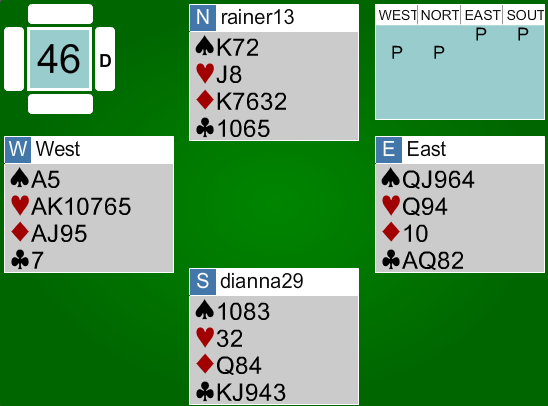 46
D
N rainer13
♠K72
♥J8
♦K7632
♣1065
WEST NORT EAST SOUT
P P
P P
W West
♠A5
♥AK10765
♦AJ95
♣7
E East
♠QJ964
♥Q94
♦10
♣AQ82
S dianna29
♠1083
♥32
♦Q84
♣KJ943